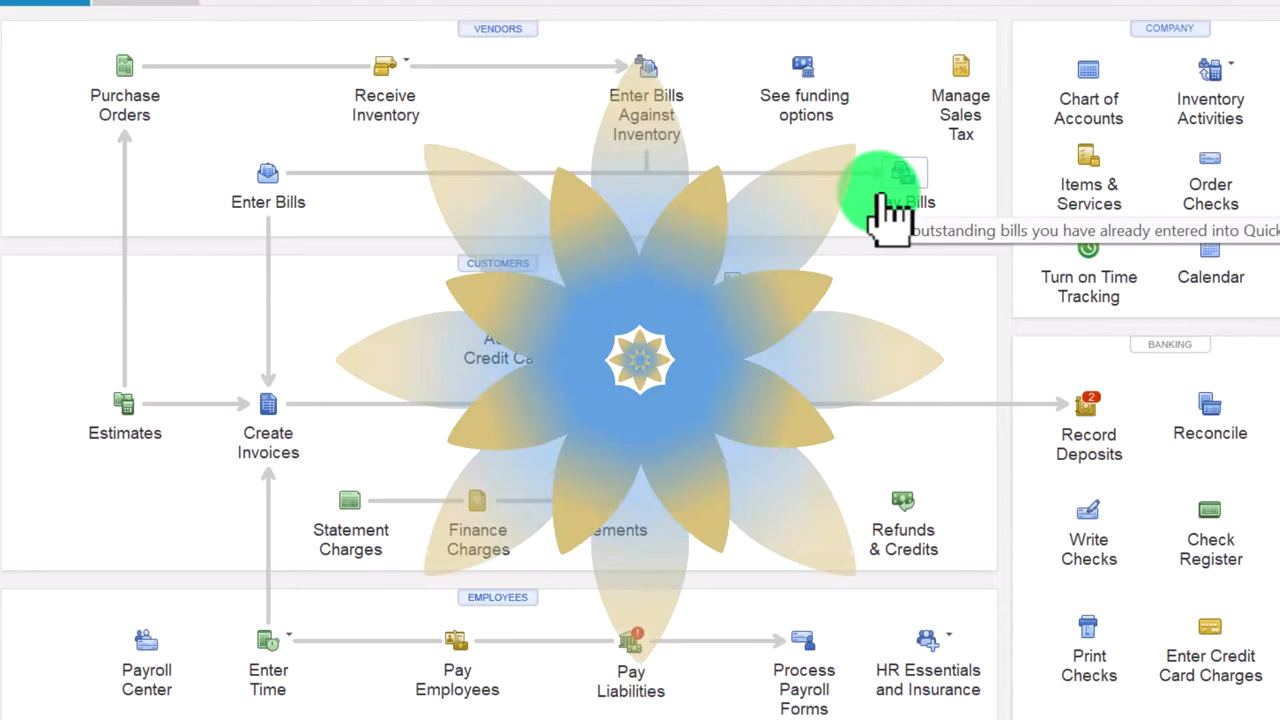 VENDORS
COMPANY
Purchase
Orders
Receive
Inventory
Enter Bills
Against
Inventory
See funding
options
Manage
Sales
Tax
Chart of
Accounts
Inventory
Activities
Enter Bills
Bills
Items &
Services
Order
Checks
outstanding bills you have already entered into Quick
CUSTOMERS
Turn on Time
Tracking
Calendar
Credit
BANKING
2
Estimates
Create
Invoices
Record
Deposits
Reconcile
Statement
Charges
Finance
Charges
Refunds
& Credits
Write
Checks
Check
Register
EMPLOYEES
Payroll
Center
Enter
Time
Pay
Employees
Pay
Liabilities
Process
Payroll
Forms
HR Essentials
and Insurance
Print
Checks
Enter Credit
Card Charges